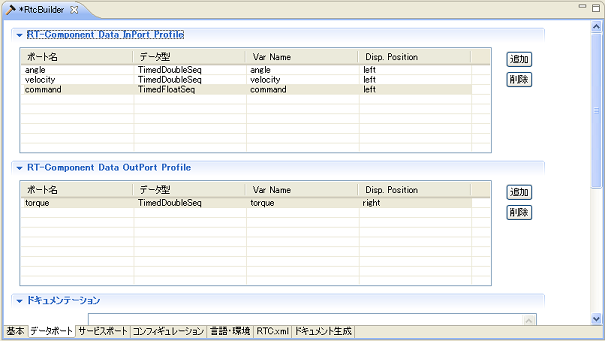 *RtcBuilder
RT-Component Data InPort Profile
ポート名 データ型 Var Name Disp. Position
angle TimedDoubleSeq angle left
velocity TimedDoubleSeq velocity left
command TimedFloatSeq command left
追加
削除
RT-Component Data OutPort Profile
ポート名 データ型 Var Name Disp. Position
torque TimedDoubleSeq torque right
追加
削除
ドキュメンテーション
基本 データポート サービスポート コンフィギュレーション 言語・環境 RTC.xml ドキュメント生成